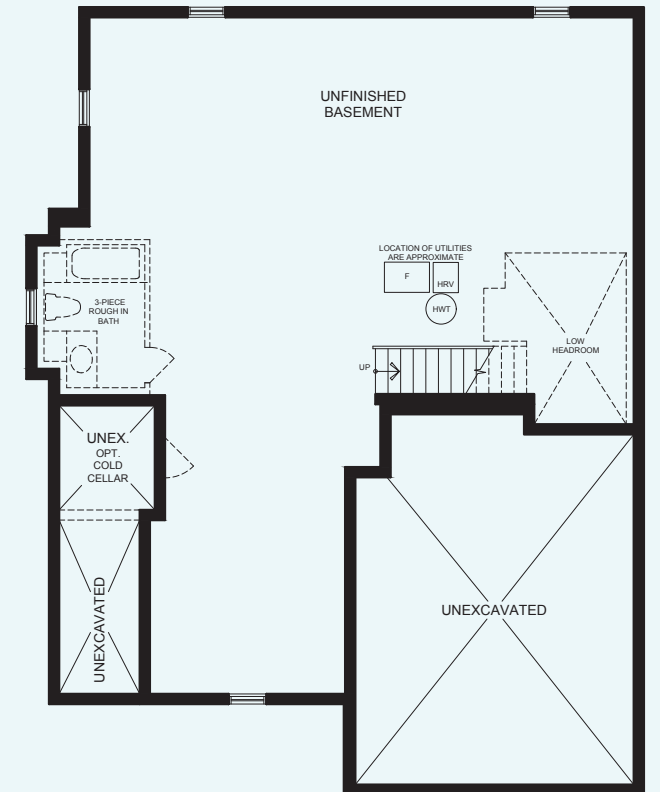 UNFINISHED
BASEMENT
LOCATION OF UTILITIES
ARE APPROXIMATE
F
HRV
HWT
3-PIECE
ROUGH IN
BATH
LOW
HEADROOM
UP
UNEX.
OPT.
COLD
CELLAR
UNEXCAVATED
UNEXCAVATED